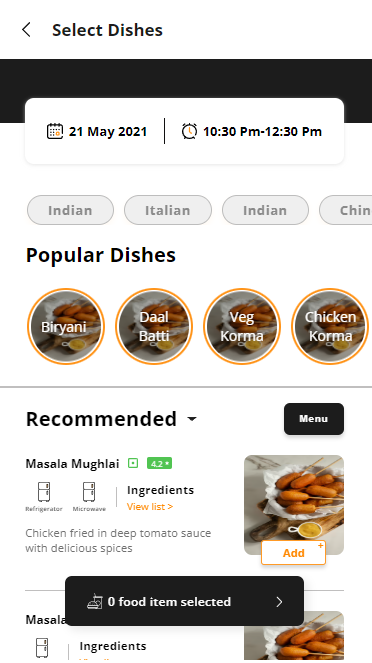 Select Dishes
21 May 2021
10:30 Pm-12:30 Pm
Indian
Italian
Indian
Chin
Popular Dishes
Biryani
Daal
Batti
Veg
Korma
Chicken
Korma
Recommended
Menu
Masala Mughlai
4.2
Refrigerator
Microwave
Ingredients
View list >
Chicken fried in deep tomato sauce
with delicious spices
Add +
0 food item selected
Masala
Ingredients